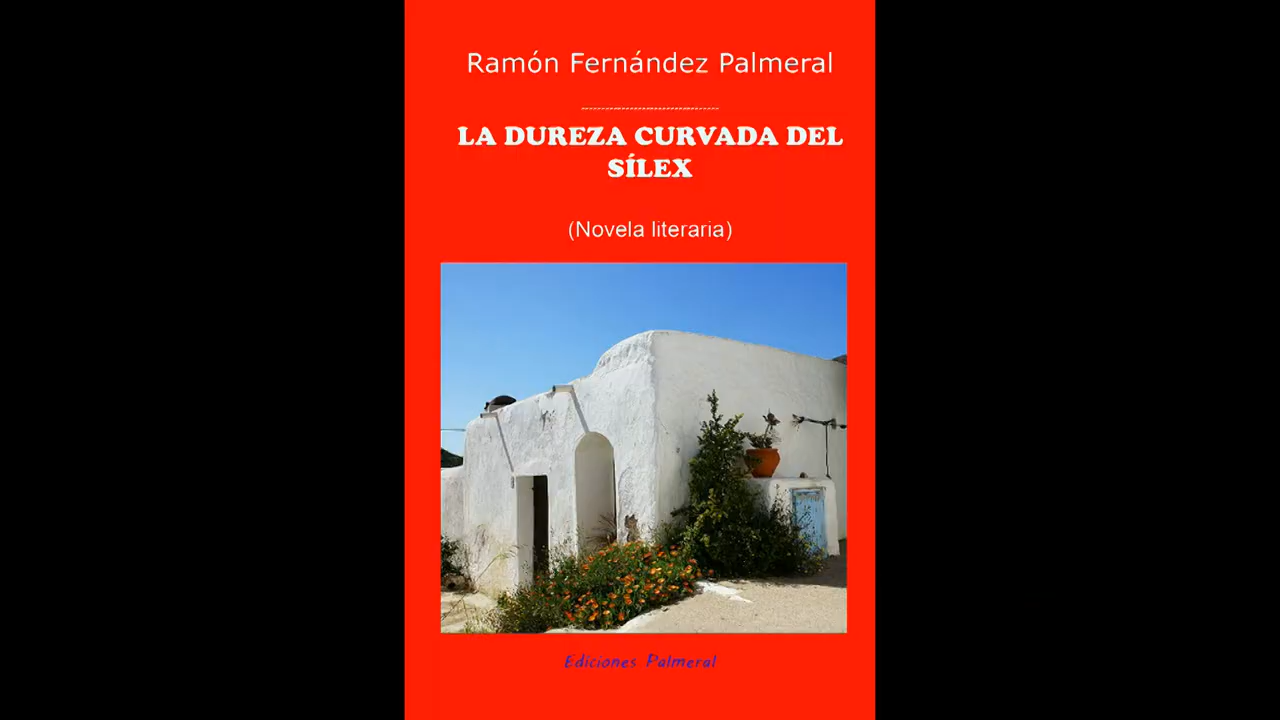 Ramón Fernández Palmeral
----------------------------------
LA DUREZA CURVADA DEL
SÍLEX
(Novela literaria)
Ediciones Palmeral